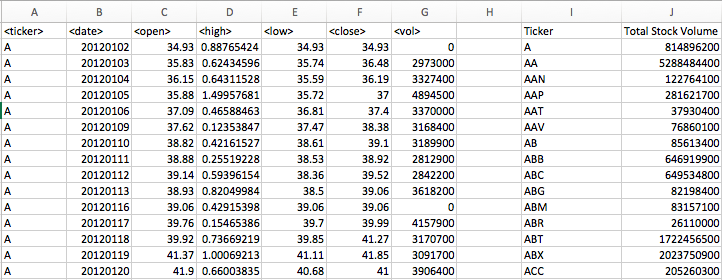 A B C D E F G H I J
<ticker> <date> <open> <high> <low> <close> <vol> Ticker Total Stock Volume
A 20120102 34.93 0.88765424 34.93 34.93 0 A 814896200
A 20120103 35.83 0.62434596 35.74 36.48 2973000 AA 5288484400
A 20120104 36.15 0.64311528 35.59 36.19 3327400 AAN 122764100
A 20120105 35.88 1.49957681 35.72 37 4894500 AAP 281621700
A 20120106 37.09 0.46588463 36.81 37.4 3370000 AAT 37930400
A 20120109 37.62 0.12353847 37.47 38.38 3168400 AAV 76860100
A 20120110 38.82 0.42161527 38.61 39.1 3189900 AB 85613400
A 20120111 38.88 0.25519228 38.53 38.92 2812900 ABB 646919900
A 20120112 39.14 0.59396154 38.36 39.52 2842200 ABC 649534800
A 20120113 38.93 0.82049984 38.5 39.06 3618200 ABG 82198400
A 20120116 39.06 0.42915398 39.06 39.06 0 ABM 83157100
A 20120117 39.76 0.15465386 39.7 39.99 4157900 ABR 26110000
A 20120118 39.92 0.73669219 39.85 41.27 3170700 ABT 1722456500
A 20120119 41.37 1.00069213 41.11 41.85 3091700 ABX 2023750900
A 20120120 41.9 0.66003835 40.68 41 3906400 ACC 205260300